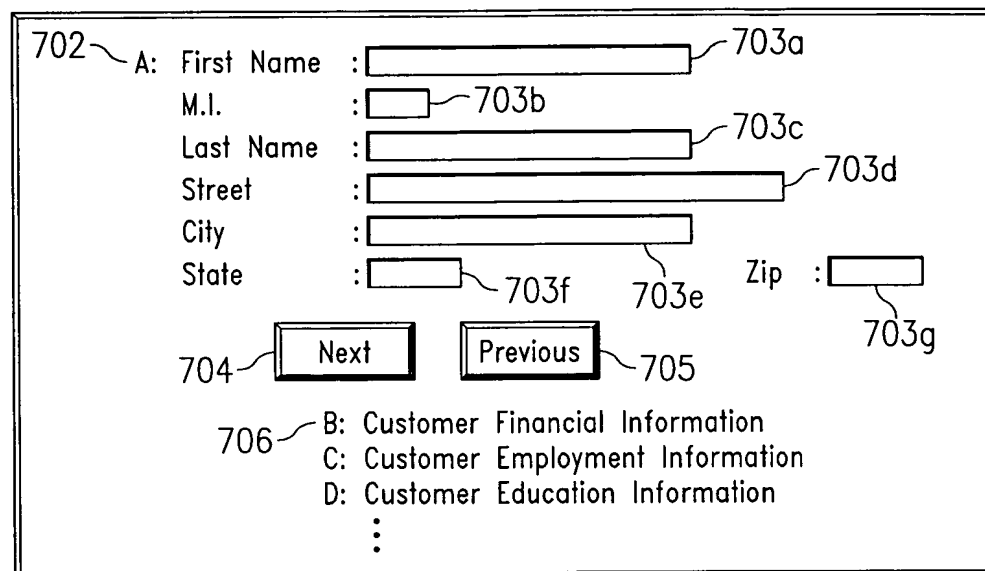 702 A: First Name : 703a
M.I. : 703b
Last Name : 703c
Street : 703d
City : 703e
State : 703f Zip : 703g
704 Next Previous 705
706 B: Customer Financial Information
C: Customer Employment Information
D: Customer Education Information